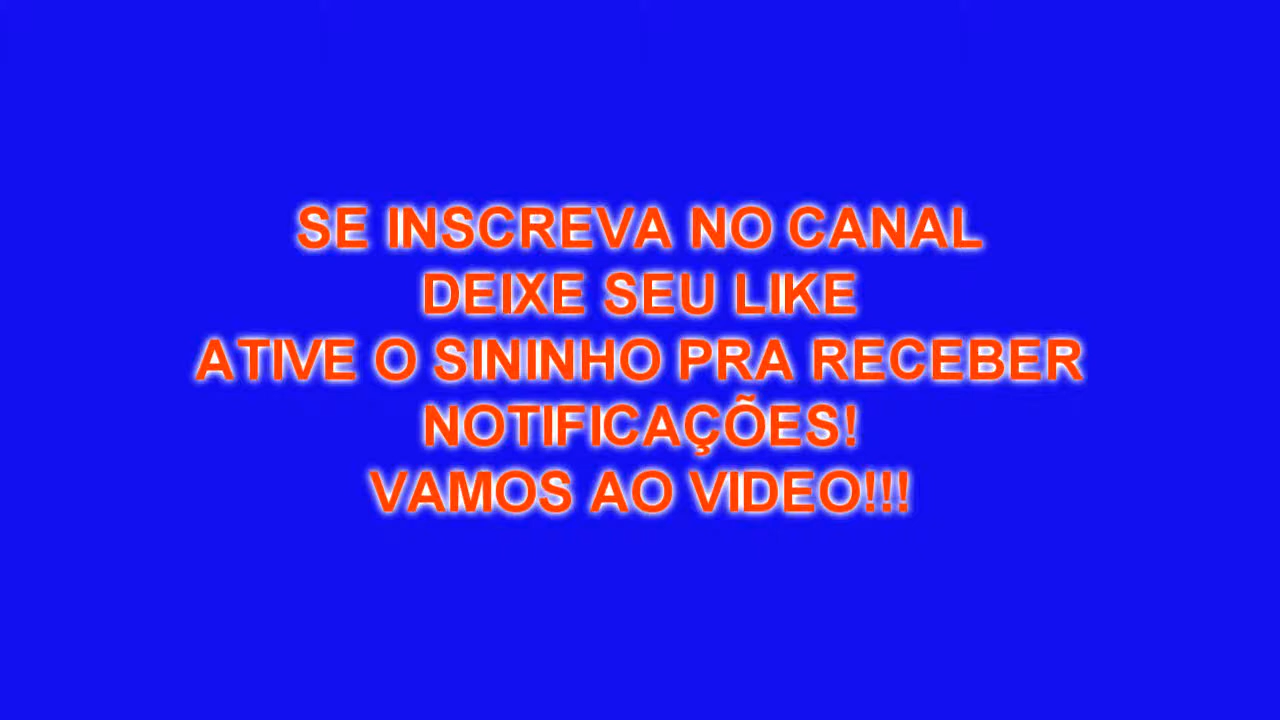 SE INSCREVA NO CANAL
DEIXE SEU LIKE
ATIVE O SININHO PRA RECEBER
NOTIFICAÇÕES!
VAMOS AO VIDEO!!!